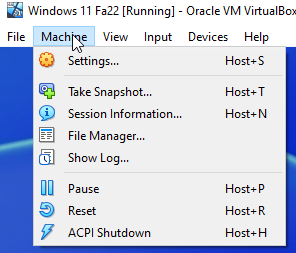 Windows 11 Fa22 [Running] - Oracle VM VirtualBox
File Machine View Input Devices Help
Settings... Host+S
Take Snapshot... Host+T
Session Information... Host+N
File Manager...
Show Log...
Pause Host+P
Reset Host+R
ACPI Shutdown Host+H